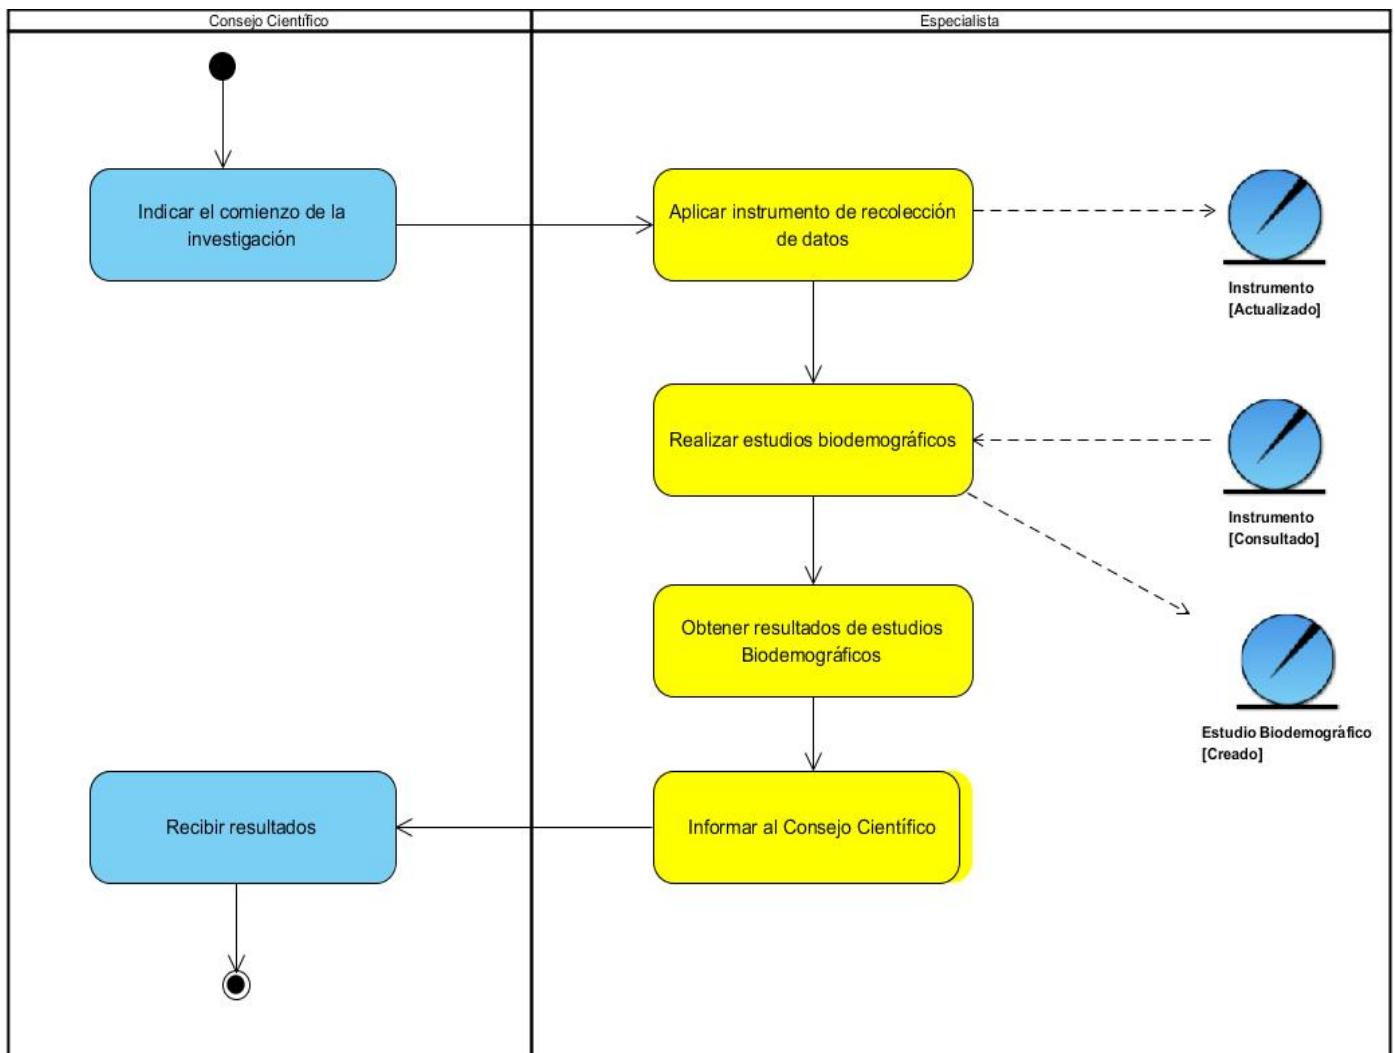 Consejo Científico
Especialista
Indicar el comienzo de la
investigación
Aplicar instrumento de recolección
de datos
Instrumento
[Actualizado]
Realizar estudios biodemográficos
Instrumento
[Consultado]
Obtener resultados de estudios
Biodemográficos
Estudio Biodemográfico
[Creado]
Recibir resultados
Informar al Consejo Científico